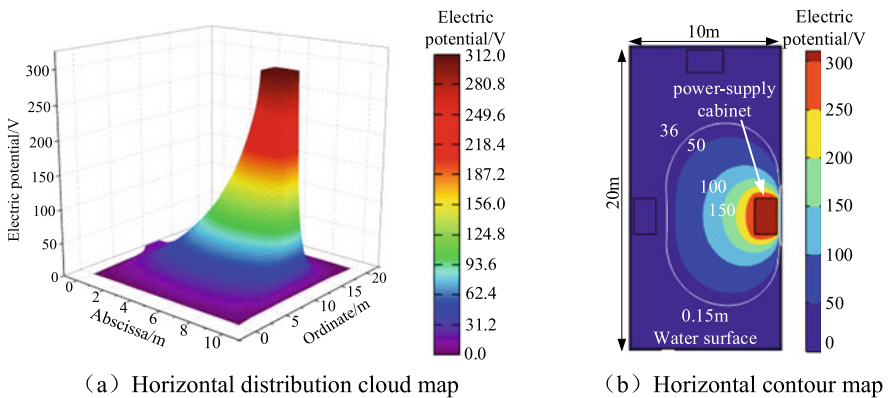 Electric
potential/V
312.0
280.8
249.6
218.4
187.2
156.0
124.8
93.6
62.4
31.2
0.0
Electric potential/V
300
250
200
150
100
50
0
0
2
4
6
8
10
Abscissa/m
0
5
10
15
20
Ordinate/m
(a) Horizontal distribution cloud map
10m
20m
power-supply
cabinet
36
50
100
150
0.15m
Water surface
Electric
potential/V
300
250
200
150
100
50
0
(b) Horizontal contour map